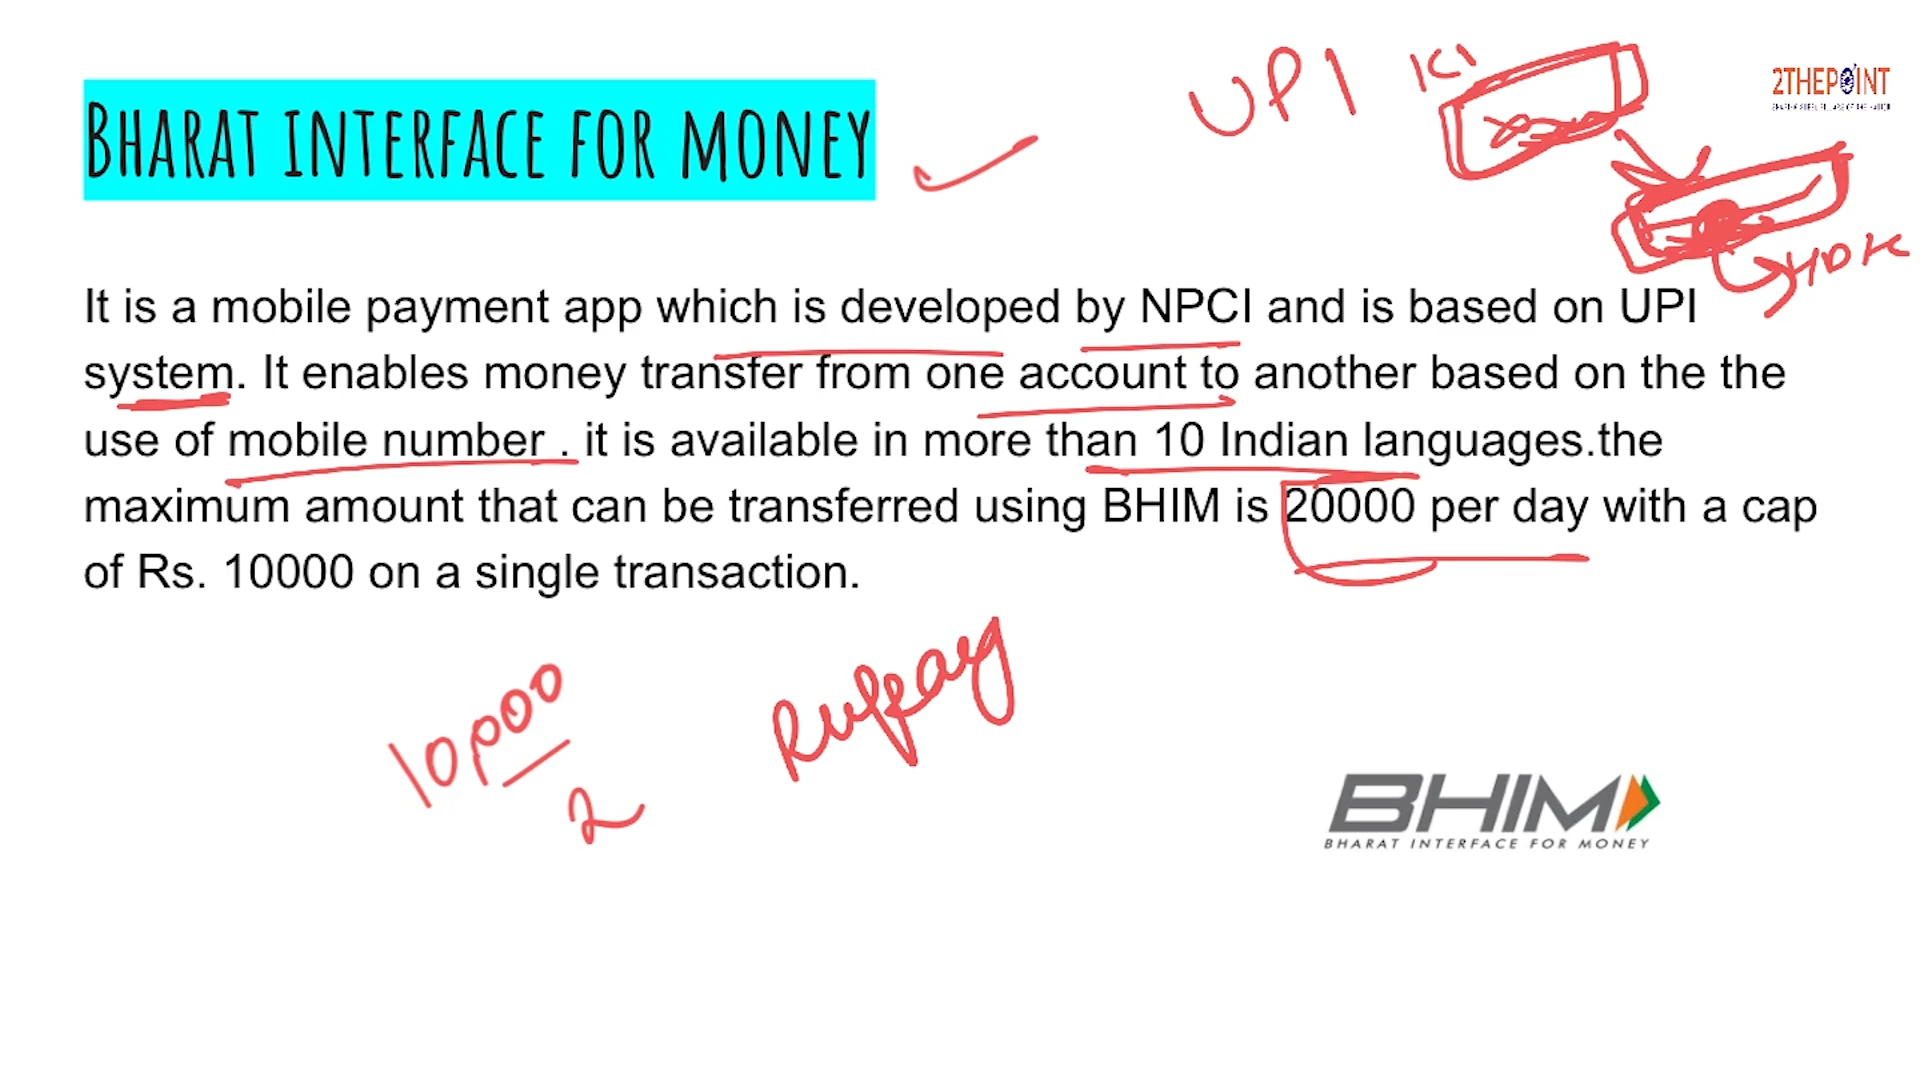 BHARAT INTERFACE FOR MONEY
UPI
2THEPOINT
It is a mobile payment app which is developed by NPCI and is based on UPI
system. It enables money transfer from one account to another based on the the
use of mobile number . it is available in more than 10 Indian languages.the
maximum amount that can be transferred using BHIM is 20000 per day with a cap
of Rs. 10000 on a single transaction.
10,000
2
Rupay
BHIM
BHARAT INTERFACE FOR MONEY